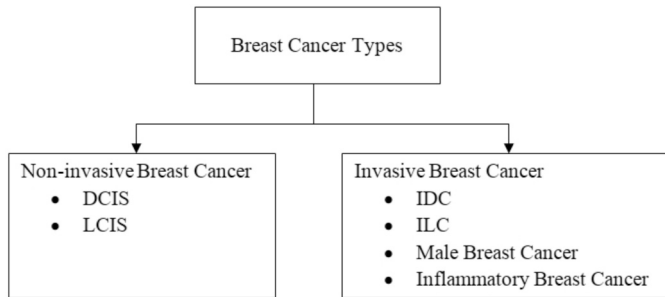 Breast Cancer Types
Non-invasive Breast Cancer
• DCIS
• LCIS
Invasive Breast Cancer
• IDC
• ILC
• Male Breast Cancer
• Inflammatory Breast Cancer